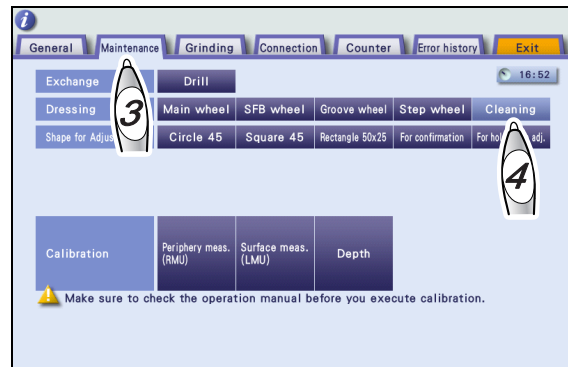 i
General Maintenance Grinding Connection Counter Error history Exit
16:52
Exchange Drill
Dressing Main wheel SFB wheel Groove wheel Step wheel Cleaning
Shape for Adjus Circle 45 Square 45 Rectangle 50x25 For confirmation For hol adj.
3
4
Calibration Periphery meas. (RMU) Surface meas. (LMU) Depth
Make sure to check the operation manual before you execute calibration.